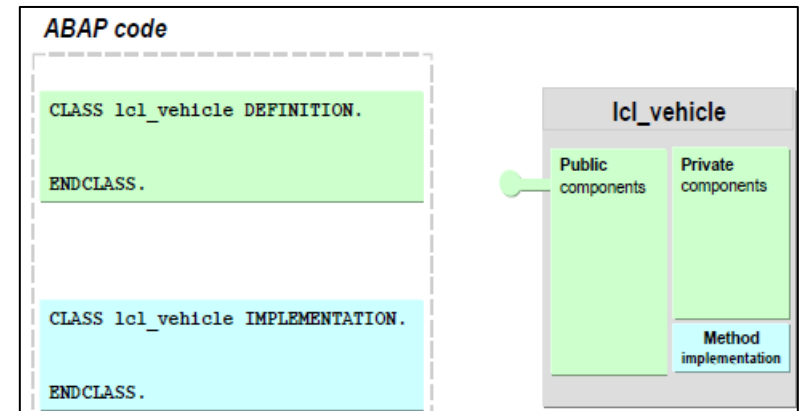 ABAP code
CLASS lcl_vehicle DEFINITION.
ENDCLASS.
CLASS lcl_vehicle IMPLEMENTATION.
ENDCLASS.
lcl_vehicle
Public
components
Private
components
Method
implementation